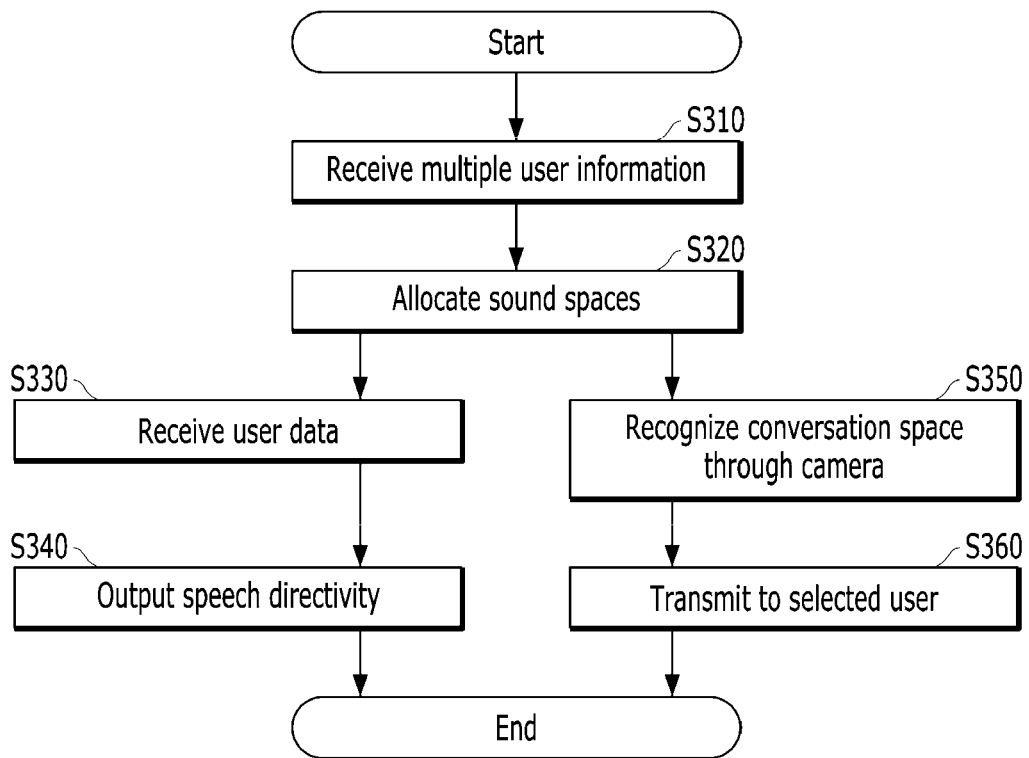 Start
S310
Receive multiple user information
S320
Allocate sound spaces
S330
Receive user data
S350
Recognize conversation space
through camera
S340
Output speech directivity
S360
Transmit to selected user
End